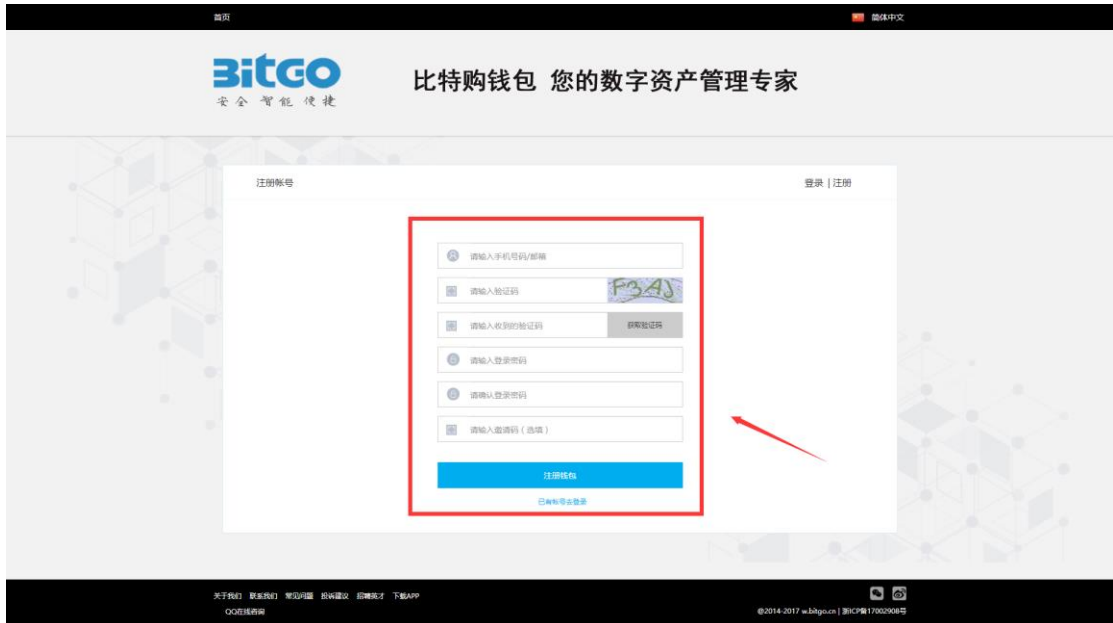 首页 简体中文
BitGO
安全 智能 便捷
比特购钱包 您的数字资产管理专家
注册帐号 登录 | 注册
请输入手机号码/邮箱
请输入验证码 F3AJ
请输入收到的验证码 获取验证码
请输入登录密码
请确认登录密码
请输入邀请码（选填）
注册钱包
已有帐号去登录
关于我们 联系我们 常见问题 投诉建议 招聘英才 下载APP
QQ在线咨询
@2014-2017 w.bitgo.cn | 浙ICP备17002908号